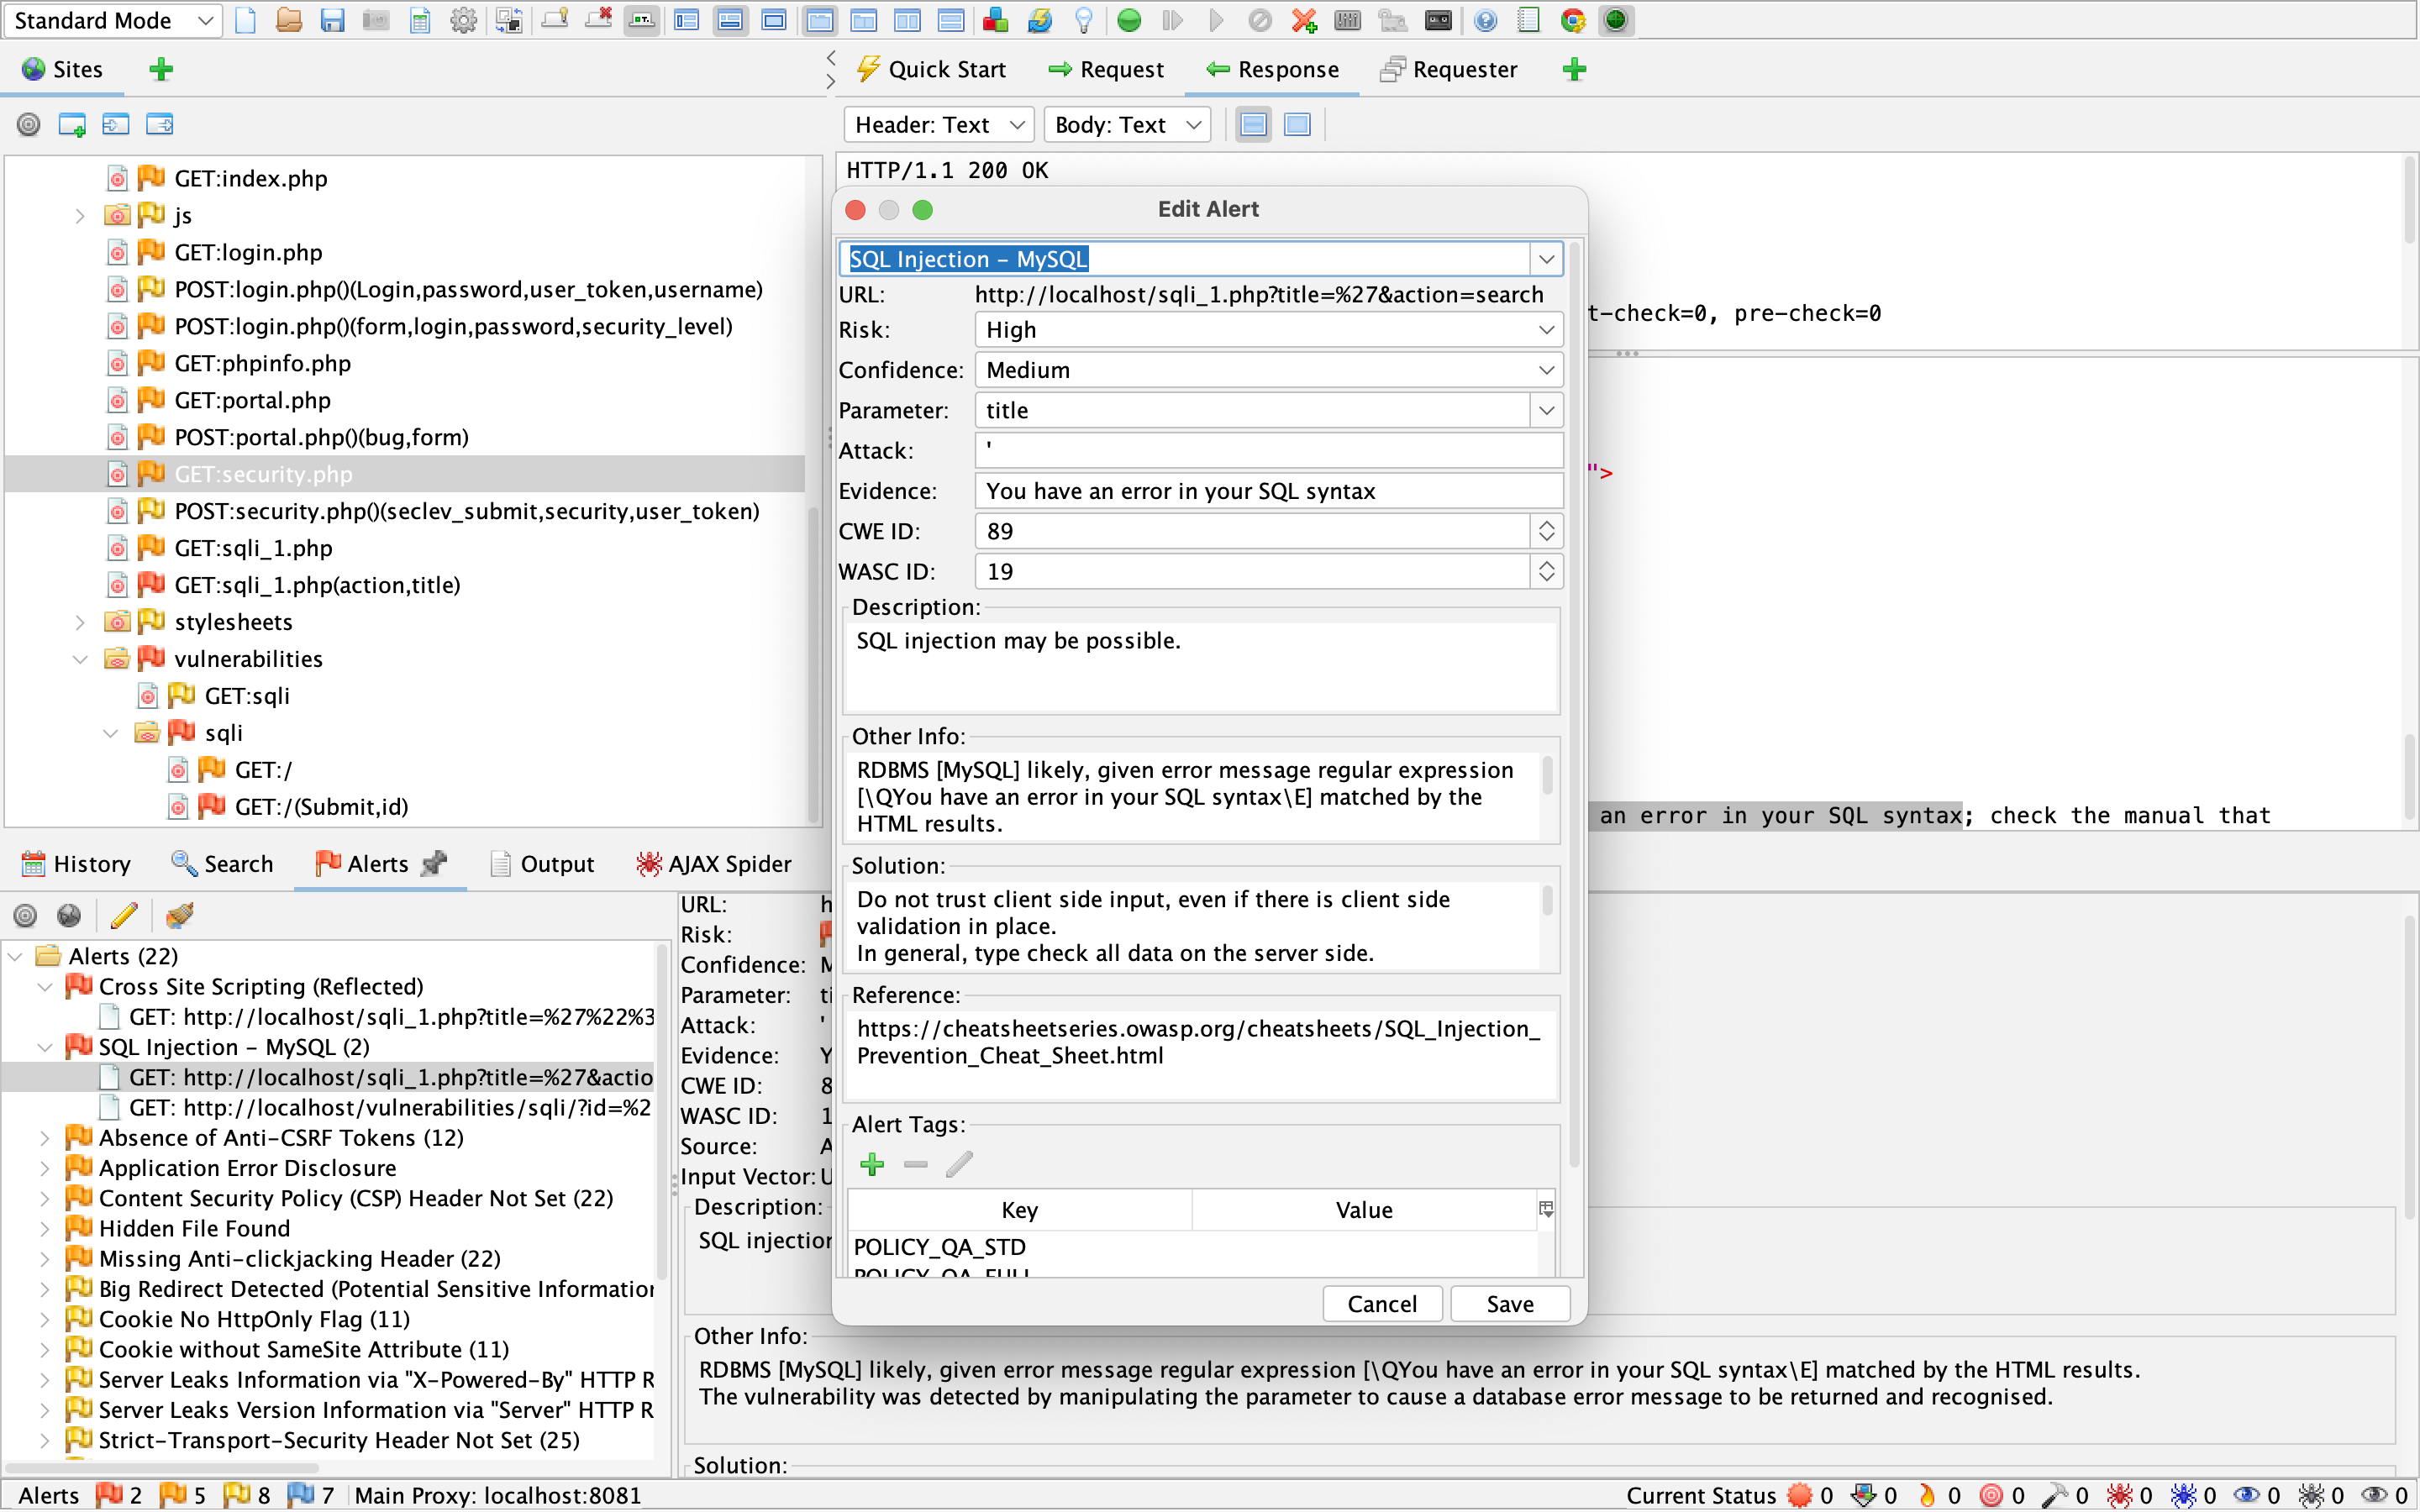 Standard Mode
Sites
Quick Start
Request
Response
Requester
Header: Text
Body: Text
GET:index.php
js
GET:login.php
POST:login.php()(Login,password,user_token,username)
POST:login.php()(form,login,password,security_level)
GET:phpinfo.php
GET:portal.php
POST:portal.php()(bug,form)
GET:security.php
POST:security.php()(seclev_submit,security,user_token)
GET:sqli_1.php
GET:sqli_1.php(action,title)
stylesheets
vulnerabilities
GET:sqli
sqli
GET:/
GET:/(Submit,id)
HTTP/1.1 200 OK
t-check=0, pre-check=0
">
an error in your SQL syntax; check the manual that
Edit Alert
SQL Injection - MySQL
URL: http://localhost/sqli_1.php?title=%27&action=search
Risk: High
Confidence: Medium
Parameter: title
Attack: '
Evidence: You have an error in your SQL syntax
CWE ID: 89
WASC ID: 19
Description:
SQL injection may be possible.
Other Info:
RDBMS [MySQL] likely, given error message regular expression
[\QYou have an error in your SQL syntax\E] matched by the
HTML results.
Solution:
Do not trust client side input, even if there is client side
validation in place.
In general, type check all data on the server side.
Reference:
https://cheatsheetseries.owasp.org/cheatsheets/SQL_Injection_
Prevention_Cheat_Sheet.html
Alert Tags:
Key Value
POLICY_QA_STD
POLICY_QA_FULL
Cancel Save
History
Search
Alerts
Output
AJAX Spider
Alerts (22)
Cross Site Scripting (Reflected)
GET: http://localhost/sqli_1.php?title=%27%22%3
SQL Injection - MySQL (2)
GET: http://localhost/sqli_1.php?title=%27&actio
GET: http://localhost/vulnerabilities/sqli/?id=%2
Absence of Anti-CSRF Tokens (12)
Application Error Disclosure
Content Security Policy (CSP) Header Not Set (22)
Hidden File Found
Missing Anti-clickjacking Header (22)
Big Redirect Detected (Potential Sensitive Information
Cookie No HttpOnly Flag (11)
Cookie without SameSite Attribute (11)
Server Leaks Information via "X-Powered-By" HTTP R
Server Leaks Version Information via "Server" HTTP R
Strict-Transport-Security Header Not Set (25)
URL: h
Risk:
Confidence: M
Parameter: ti
Attack: '
Evidence: Y
CWE ID: 8
WASC ID: 1
Source: A
Input Vector: U
Description:
SQL injection
Other Info:
RDBMS [MySQL] likely, given error message regular expression [\QYou have an error in your SQL syntax\E] matched by the HTML results.
The vulnerability was detected by manipulating the parameter to cause a database error message to be returned and recognised.
Solution:
Alerts 2 5 8 7 Main Proxy: localhost:8081
Current Status 0 0 0 0 0 0 0 0 0 0